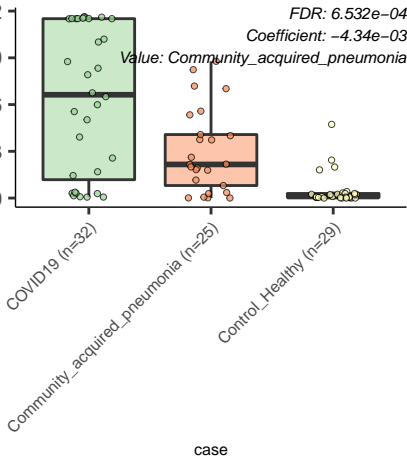 FDR: 6.532e−04
Coefficient: −4.34e−03
Value: Community_acquired_pneumonia
COVID19 (n=32)
Community_acquired_pneumonia (n=25)
Control_Healthy (n=29)
case